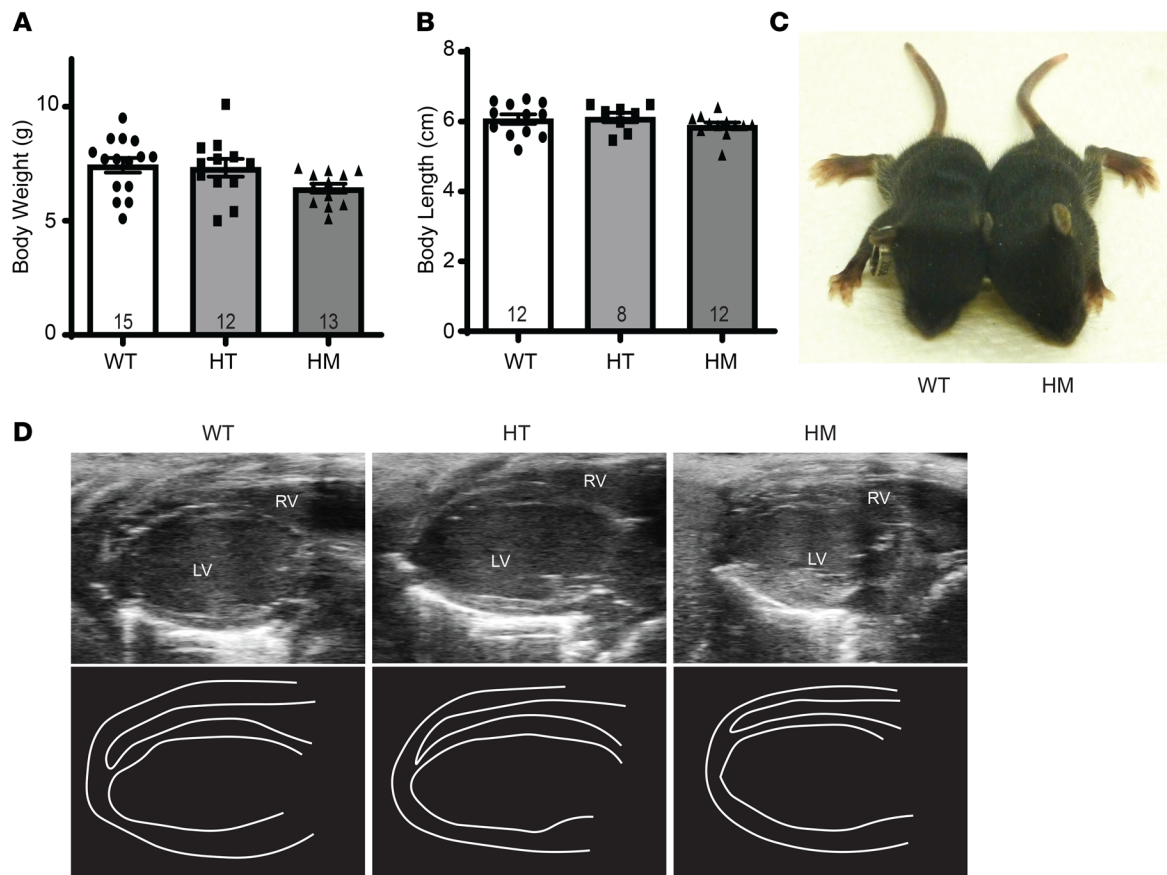 A
Body Weight (g)
10
5
0
15
12
13
WT
HT
HM
B
Body Length (cm)
8
6
4
2
0
12
8
12
WT
HT
HM
C
WT
HM
D
WT
HT
HM
RV
LV
RV
LV
RV
LV